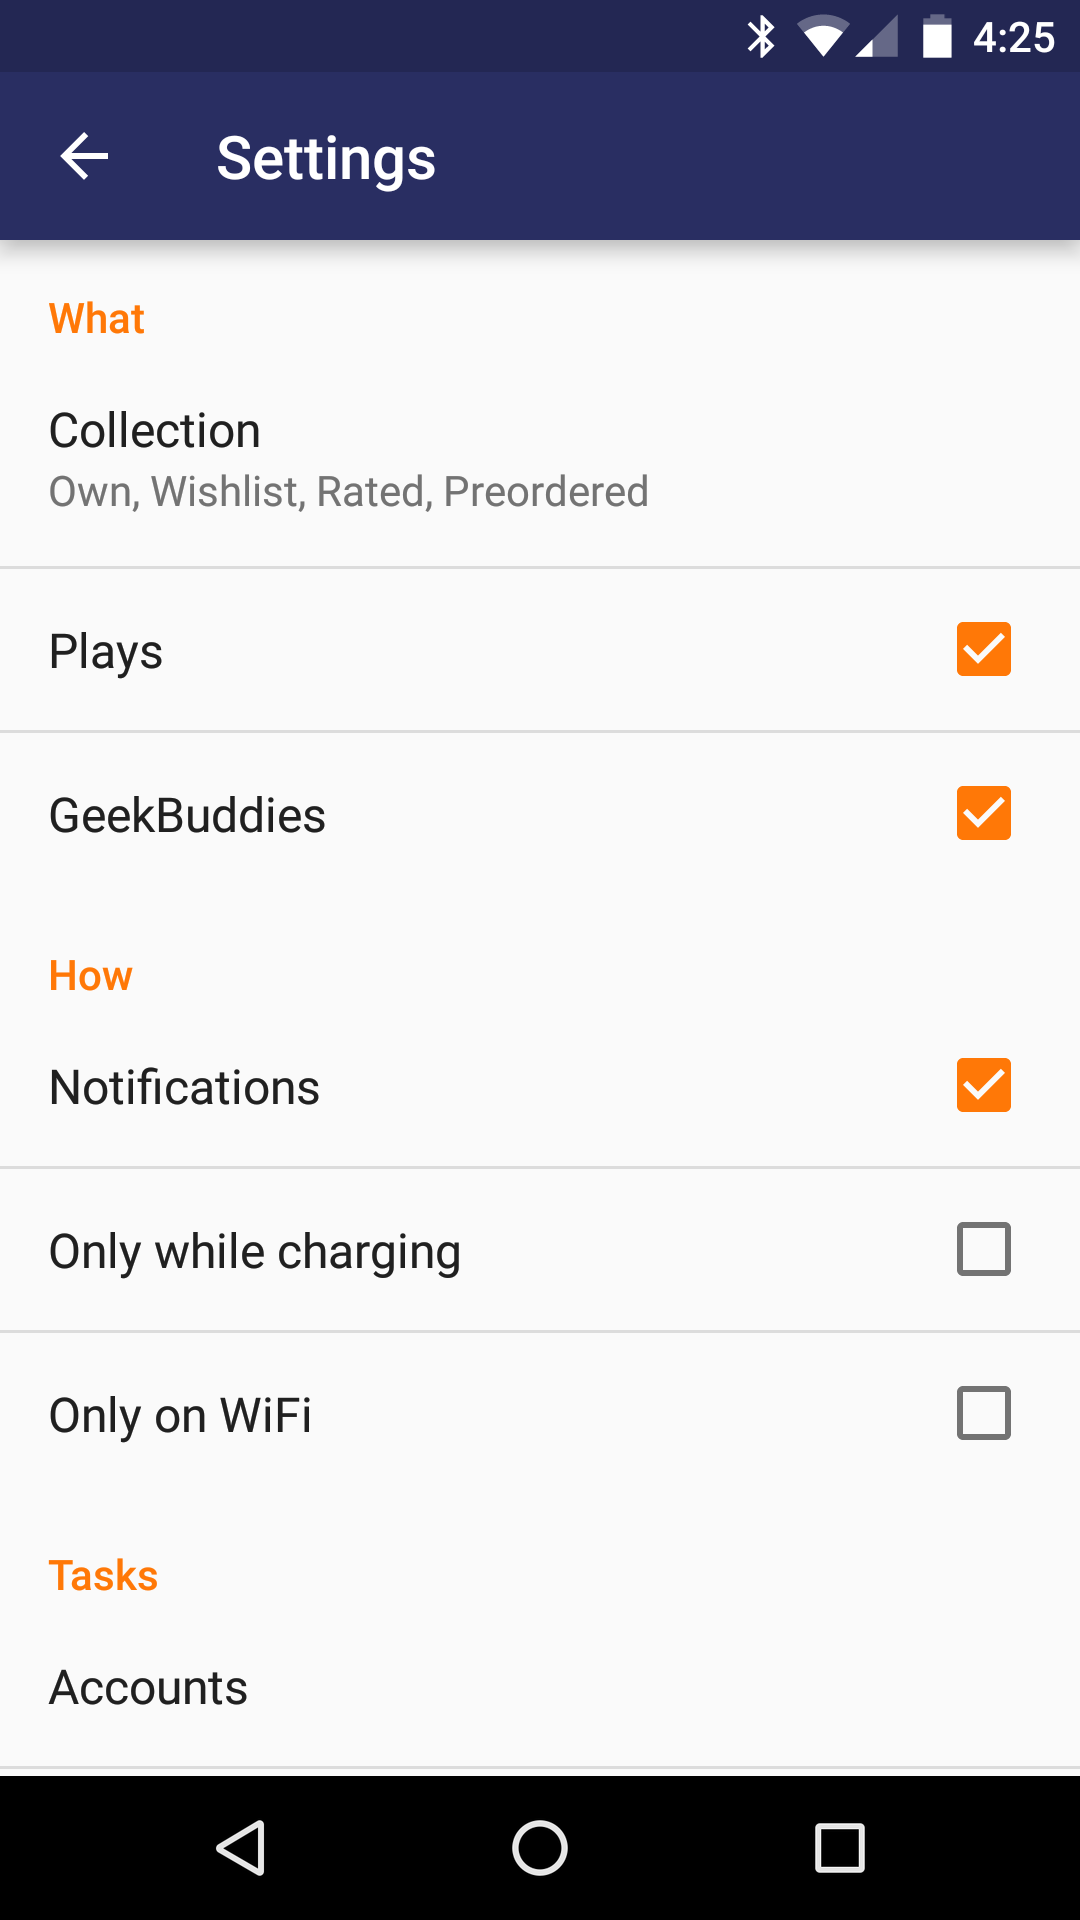 4:25
Settings
What
Collection
Own, Wishlist, Rated, Preordered
Plays
GeekBuddies
How
Notifications
Only while charging
Only on WiFi
Tasks
Accounts